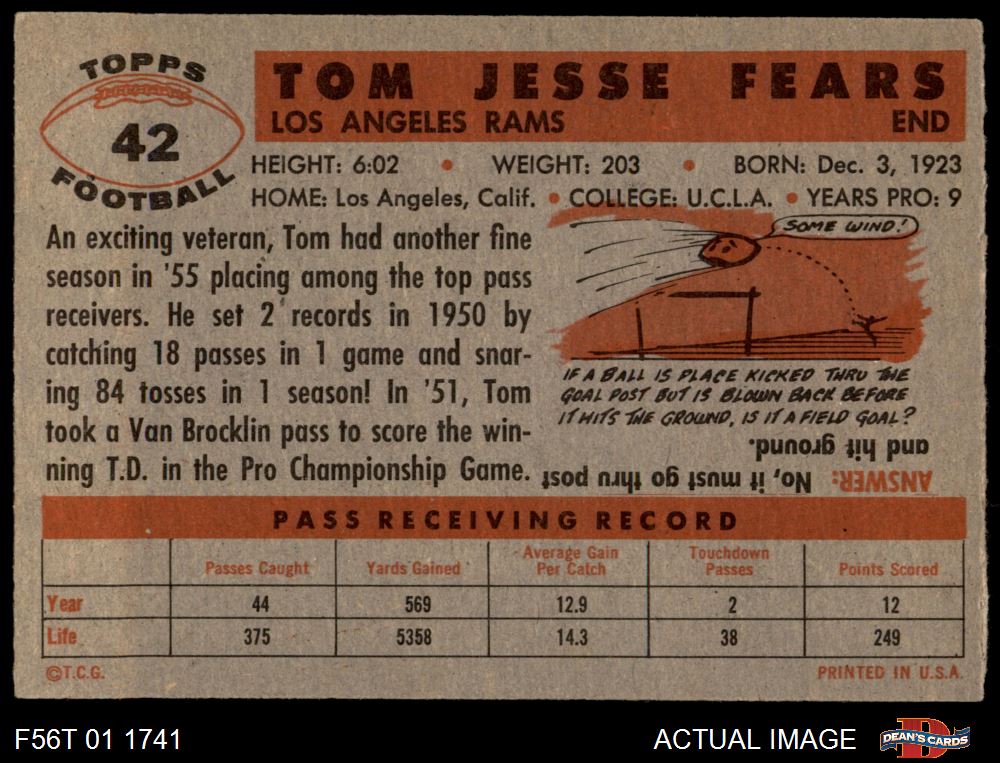 TOPPS
42
FOOTBALL
TOM JESSE FEARS
LOS ANGELES RAMS END
HEIGHT: 6:02 • WEIGHT: 203 • BORN: Dec. 3, 1923
HOME: Los Angeles, Calif. • COLLEGE: U.C.L.A. • YEARS PRO: 9
An exciting veteran, Tom had another fine
season in '55 placing among the top pass
receivers. He set 2 records in 1950 by
catching 18 passes in 1 game and snar-
ing 84 tosses in 1 season! In '51, Tom
took a Van Brocklin pass to score the win-
ning T.D. in the Pro Championship Game.
SOME WIND!
IF A BALL IS PLACE KICKED THRU THE
GOAL POST BUT IS BLOWN BACK BEFORE
IT HITS THE GROUND, IS IT A FIELD GOAL?
ANSWER: No, it must go thru post
and hit ground.
PASS RECEIVING RECORD
Passes Caught Yards Gained Average Gain Per Catch Touchdown Passes Points Scored
Year 44 569 12.9 2 12
Life 375 5358 14.3 38 249
©T.C.G. PRINTED IN U.S.A.
F56T 01 1741 ACTUAL IMAGE DEAN'S CARDS